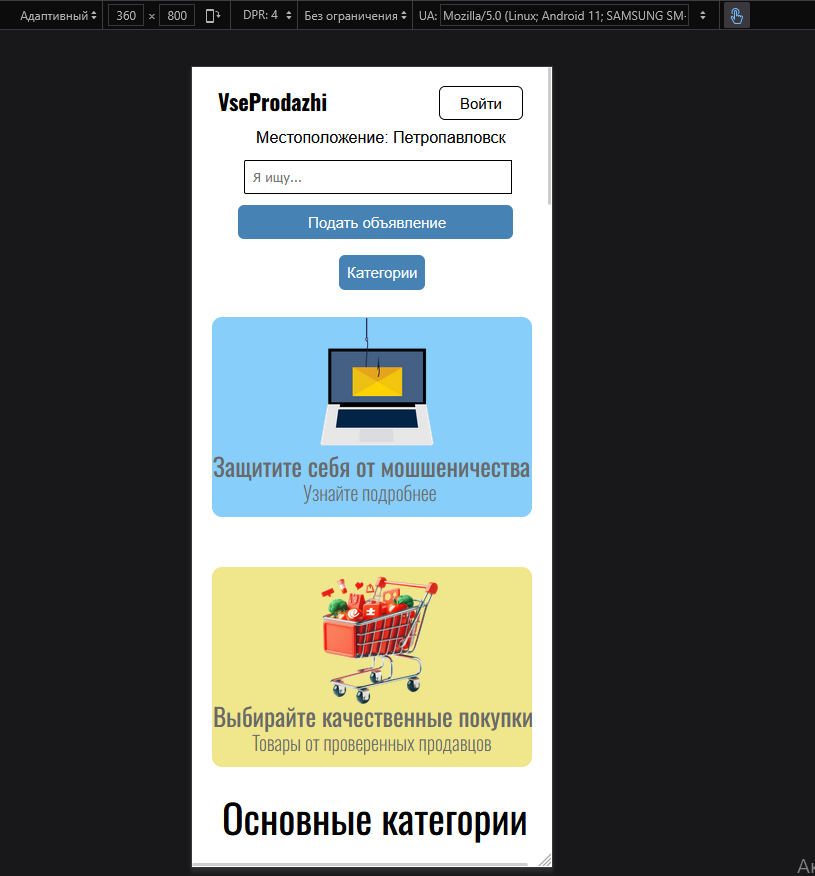 Адаптивный 360 × 800 DPR: 4 Без ограничения UA: Mozilla/5.0 (Linux; Android 11; SAMSUNG SM-
VseProdazhi Войти
Местоположение: Петропавловск
Я ищу...
Подать объявление
Категории
Защитите себя от мошшеничества
Узнайте подробнее
Выбирайте качественные покупки
Товары от проверенных продавцов
Основные категории